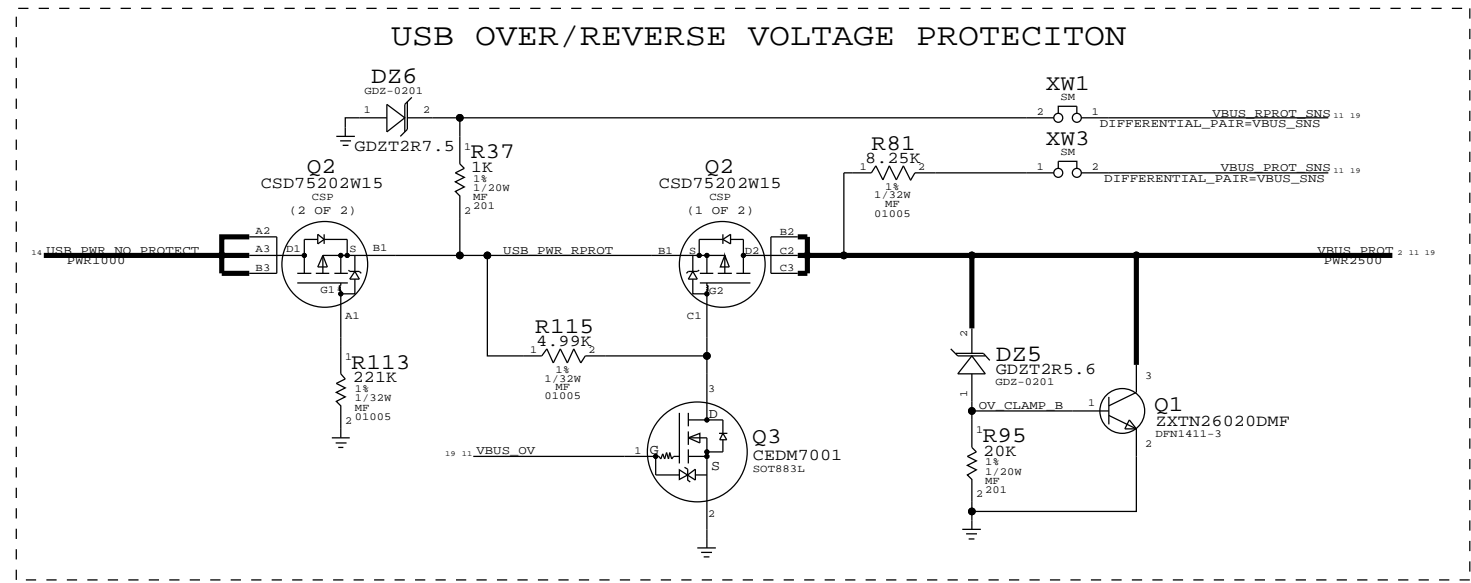 USB OVER/REVERSE VOLTAGE PROTECITON
DZ6
GDZ-0201
1 2
GDZT2R7.5
XW1
SM
2 1
VBUS_RPROT_SNS 11 19
DIFFERENTIAL_PAIR=VBUS_SNS
1
R37
1K
1%
1/20W
MF
201
2
R81
8.25K
1 2
1%
1/32W
MF
01005
XW3
SM
1 2
VBUS_PROT_SNS 11 19
DIFFERENTIAL_PAIR=VBUS_SNS
Q2
CSD75202W15
CSP
(2 OF 2)
Q2
CSD75202W15
CSP
(1 OF 2)
14 USB_PWR_NO_PROTECT
PWR1000
A2
A3
B3
D1
S
B1
G1
A1
USB_PWR_RPROT
B1
S
D2
G2
C1
B2
C2
C3
VBUS_PROT 2 11 19
PWR2500
1
R113
221K
1%
1/32W
MF
01005
2
R115
4.99K
1 2
1%
1/32W
MF
01005
2
DZ5
GDZT2R5.6
GDZ-0201
1
OV_CLAMP_B
1
3
Q1
ZXTN26020DMF
DFN1411-3
2
3
D
Q3
CEDM7001
SOT883L
19 11 VBUS_OV
1
G
S
2
1
R95
20K
1%
1/20W
MF
201
2